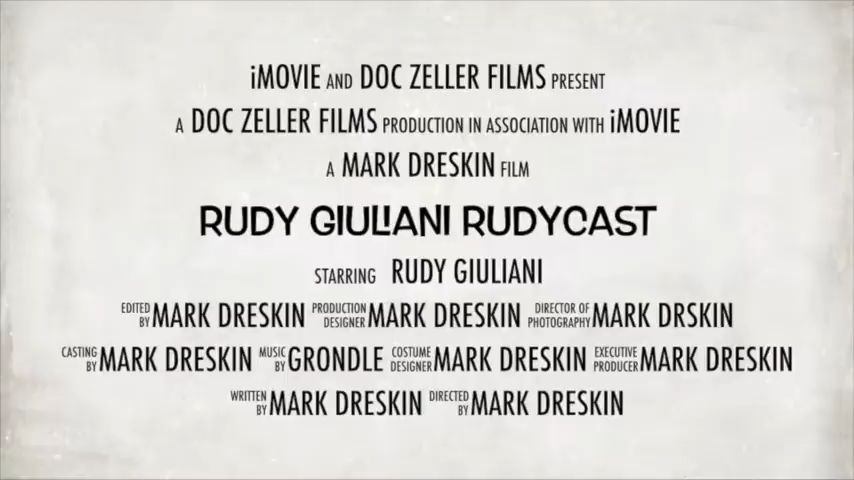 iMOVIE AND DOC ZELLER FILMS PRESENT
A DOC ZELLER FILMS PRODUCTION IN ASSOCIATION WITH iMOVIE
A MARK DRESKIN FILM
RUDY GIULIANI RUDYCAST
STARRING RUDY GIULIANI
EDITED BY MARK DRESKIN PRODUCTION DESIGNER MARK DRESKIN DIRECTOR OF PHOTOGRAPHY MARK DRSKIN
CASTING BY MARK DRESKIN MUSIC BY GRONDLE COSTUME DESIGNER MARK DRESKIN EXECUTIVE PRODUCER MARK DRESKIN
WRITTEN BY MARK DRESKIN DIRECTED BY MARK DRESKIN